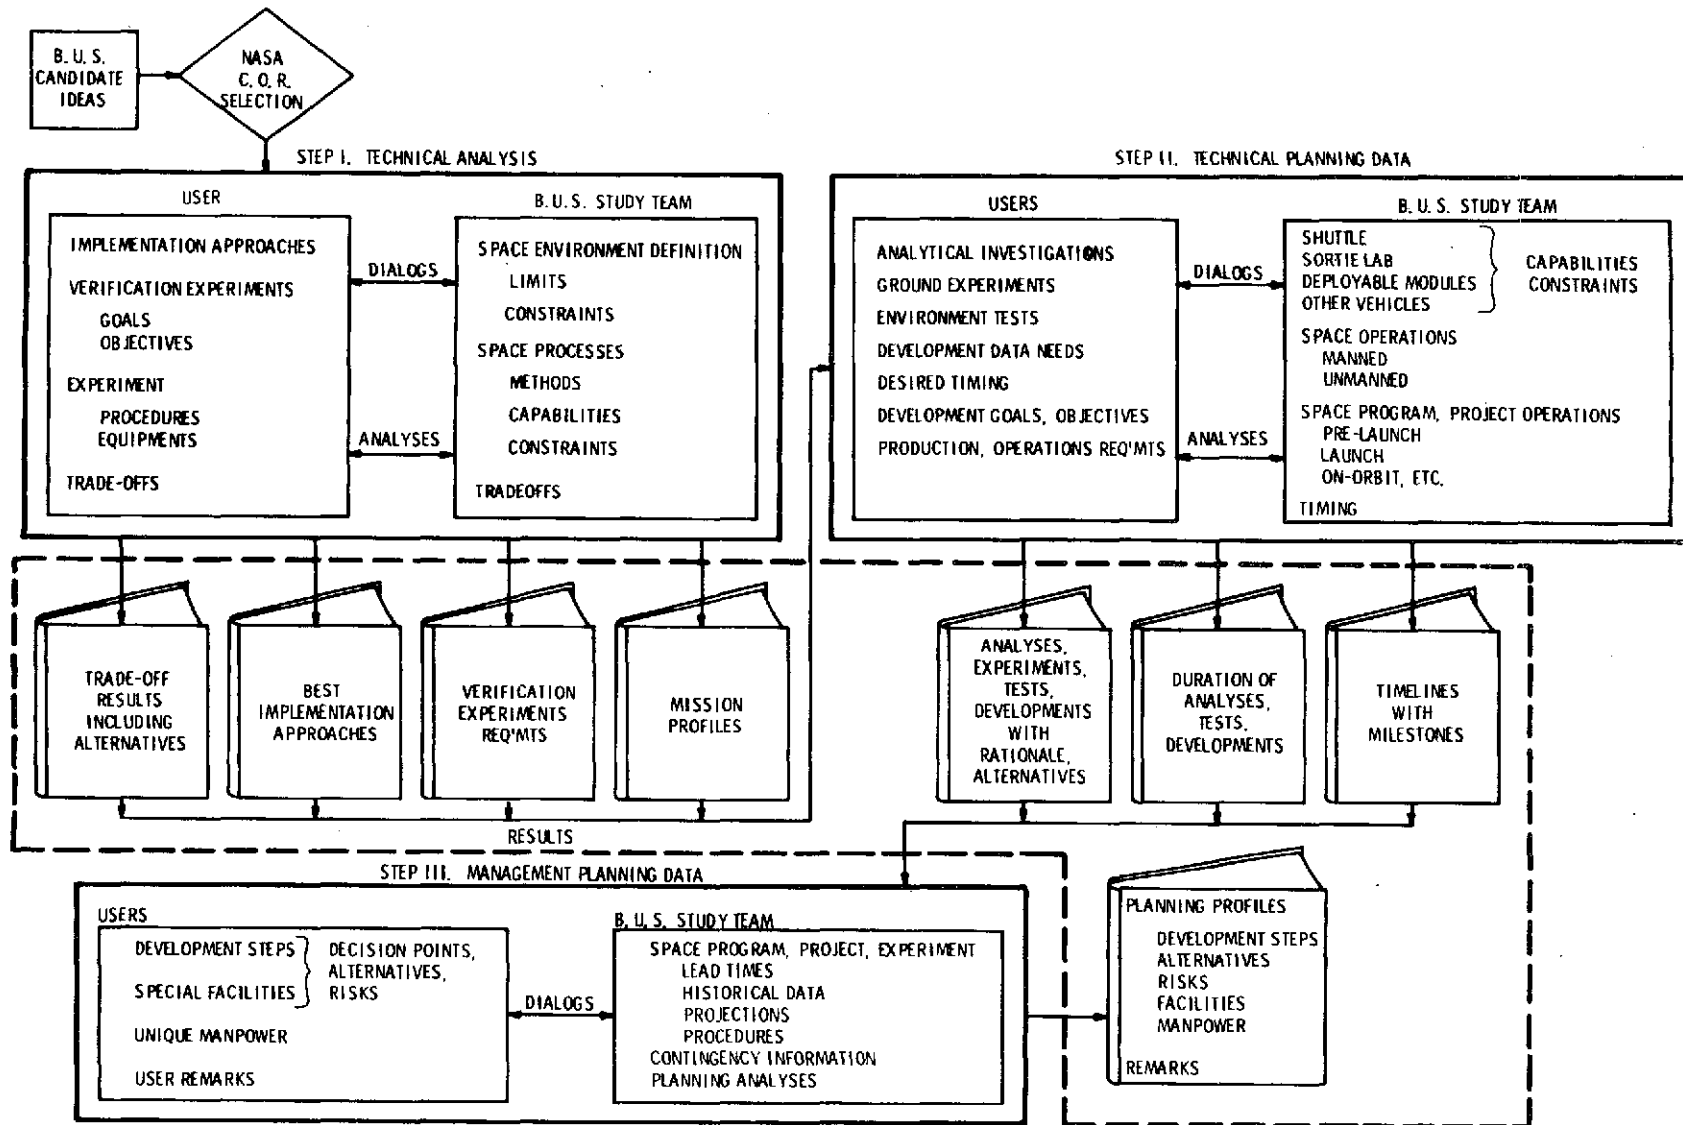 B. U. S.
CANDIDATE
IDEAS
NASA
C. O. R.
SELECTION
STEP I. TECHNICAL ANALYSIS
USER
IMPLEMENTATION APPROACHES
VERIFICATION EXPERIMENTS
GOALS
OBJECTIVES
EXPERIMENT
PROCEDURES
EQUIPMENTS
TRADE-OFFS
DIALOGS
ANALYSES
B. U. S. STUDY TEAM
SPACE ENVIRONMENT DEFINITION
LIMITS
CONSTRAINTS
SPACE PROCESSES
METHODS
CAPABILITIES
CONSTRAINTS
TRADEOFFS
STEP II. TECHNICAL PLANNING DATA
USERS
ANALYTICAL INVESTIGATIONS
GROUND EXPERIMENTS
ENVIRONMENT TESTS
DEVELOPMENT DATA NEEDS
DESIRED TIMING
DEVELOPMENT GOALS, OBJECTIVES
PRODUCTION, OPERATIONS REQ'MTS
DIALOGS
ANALYSES
B. U. S. STUDY TEAM
SHUTTLE
SORTIE LAB
DEPLOYABLE MODULES
OTHER VEHICLES
CAPABILITIES
CONSTRAINTS
SPACE OPERATIONS
MANNED
UNMANNED
SPACE PROGRAM, PROJECT OPERATIONS
PRE-LAUNCH
LAUNCH
ON-ORBIT, ETC.
TIMING
TRADE-OFF
RESULTS
INCLUDING
ALTERNATIVES
BEST
IMPLEMENTATION
APPROACHES
VERIFICATION
EXPERIMENTS
REQ'MTS
MISSION
PROFILES
RESULTS
ANALYSES,
EXPERIMENTS,
TESTS,
DEVELOPMENTS
WITH
RATIONALE,
ALTERNATIVES
DURATION OF
ANALYSES,
TESTS,
DEVELOPMENTS
TIMELINES
WITH
MILESTONES
STEP III. MANAGEMENT PLANNING DATA
USERS
DEVELOPMENT STEPS
SPECIAL FACILITIES
DECISION POINTS,
ALTERNATIVES,
RISKS
UNIQUE MANPOWER
USER REMARKS
DIALOGS
B. U. S. STUDY TEAM
SPACE PROGRAM, PROJECT, EXPERIMENT
LEAD TIMES
HISTORICAL DATA
PROJECTIONS
PROCEDURES
CONTINGENCY INFORMATION
PLANNING ANALYSES
PLANNING PROFILES
DEVELOPMENT STEPS
ALTERNATIVES
RISKS
FACILITIES
MANPOWER
REMARKS